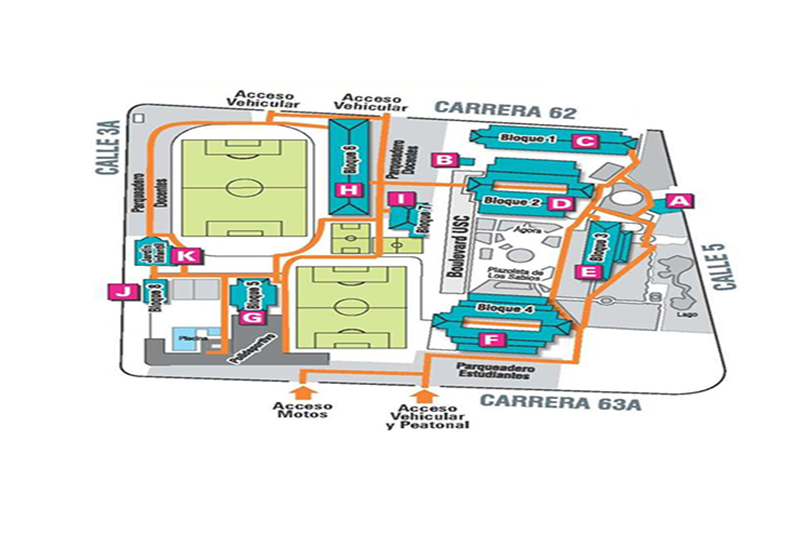 Acceso
Vehicular
Acceso
Vehicular
CARRERA 62
CALLE 3A
Bloque 1
C
B
Parqueadero
Docentes
Bloque 6
H
Parqueadero
Docentes
I
Bloque 7
Bloque 2
D
A
Boulevard USC
Agora
Bloque 3
E
Plazoleta de
Los Sabios
Jardín
Infantil
K
J
Bloque 8
Bloque 5
G
Piscina
Polideportivo
Bloque 4
F
Lago
CALLE 5
Parqueadero
Estudiantes
Acceso
Motos
Acceso
Vehicular
y Peatonal
CARRERA 63A